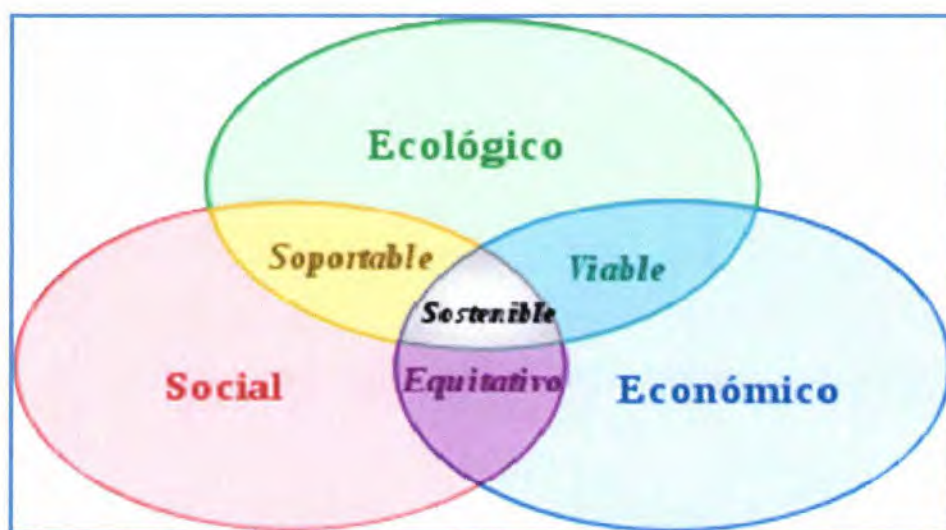 Ecológico
Soportable
Viable
Sostenible
Social
Equitativo
Económico